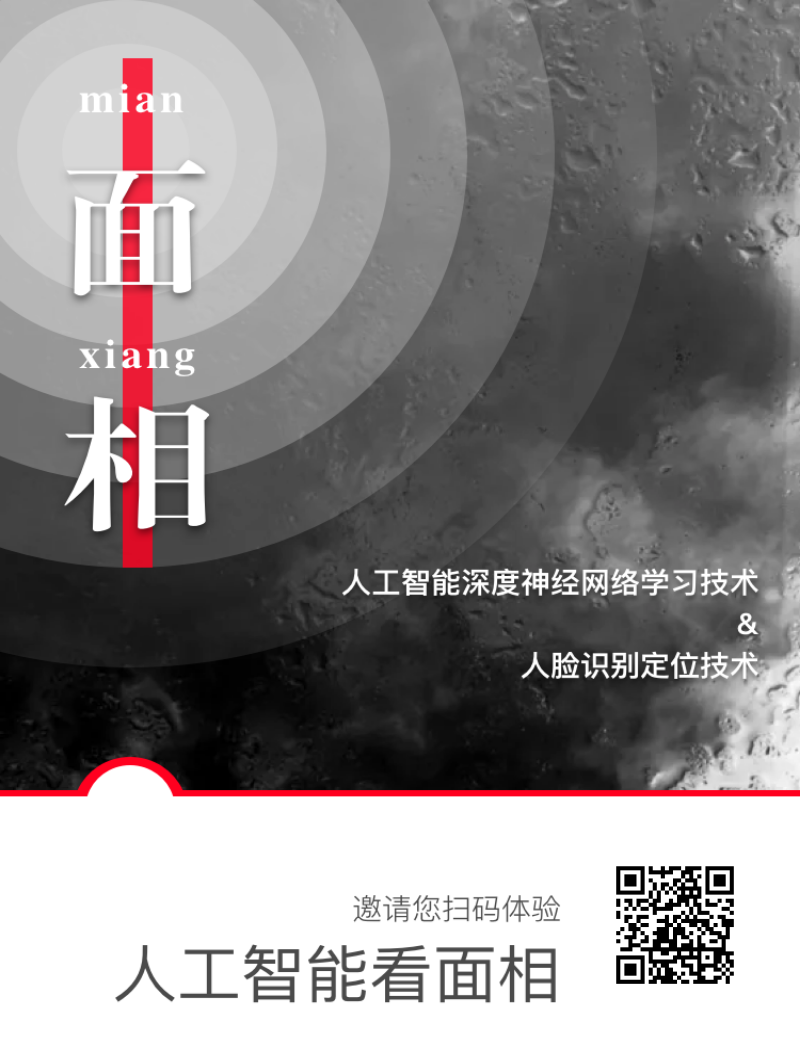 mian
面
xiang
相
人工智能深度神经网络学习技术
&
人脸识别定位技术
邀请您扫码体验
人工智能看面相